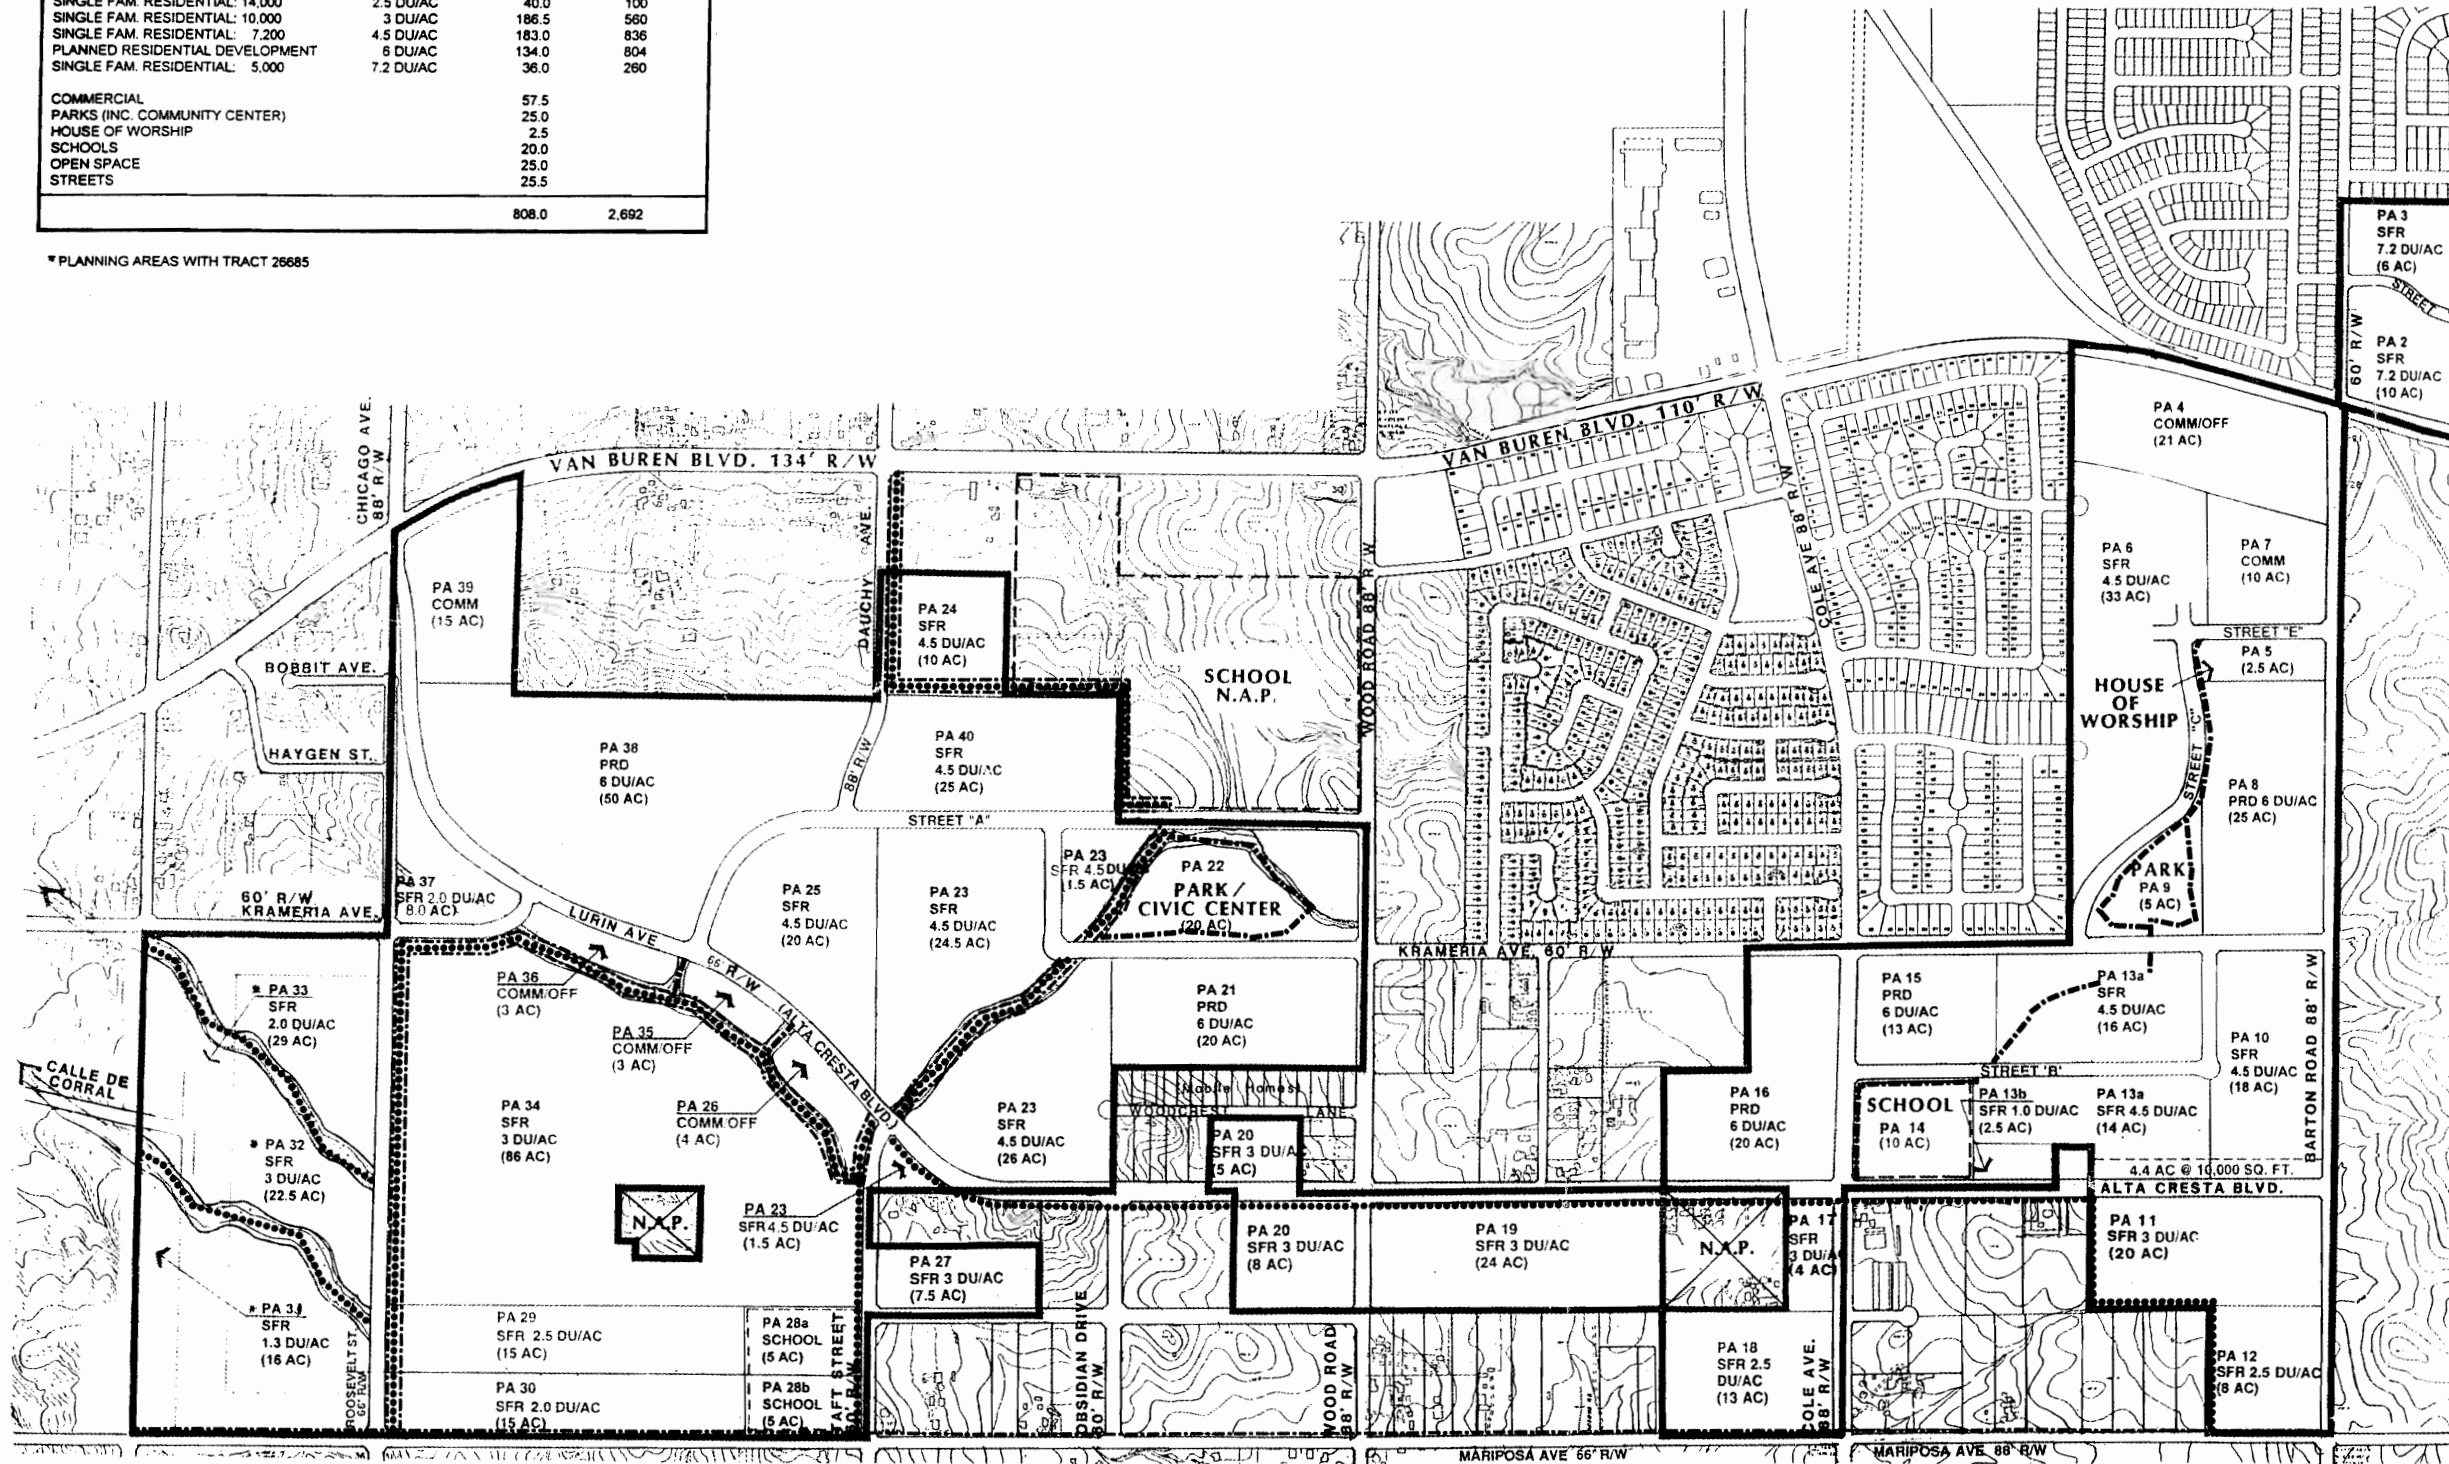 SINGLE FAM. RESIDENTIAL: 14,000 2.5 DU/AC 40.0 100
SINGLE FAM. RESIDENTIAL: 10,000 3 DU/AC 186.5 560
SINGLE FAM. RESIDENTIAL: 7,200 4.5 DU/AC 183.0 836
PLANNED RESIDENTIAL DEVELOPMENT 6 DU/AC 134.0 804
SINGLE FAM. RESIDENTIAL: 5,000 7.2 DU/AC 36.0 260
COMMERCIAL 57.5
PARKS (INC. COMMUNITY CENTER) 25.0
HOUSE OF WORSHIP 2.5
SCHOOLS 20.0
OPEN SPACE 25.0
STREETS 25.5
808.0 2,692
* PLANNING AREAS WITH TRACT 26685
PA 3
SFR
7.2 DU/AC
(6 AC)
STREET
60' R/W
PA 2
SFR
7.2 DU/AC
(10 AC)
PA 4
COMM/OFF
(21 AC)
CHICAGO AVE.
88' R/W
VAN BUREN BLVD. 134' R/W
VAN BUREN BLVD. 110' R/W
DAUCHY AVE.
WOOD ROAD 88' R/W
COLE AVE 88' R/W
PA 39
COMM
(15 AC)
PA 24
SFR
4.5 DU/AC
(10 AC)
SCHOOL
N.A.P.
PA 6
SFR
4.5 DU/AC
(33 AC)
PA 7
COMM
(10 AC)
STREET "E"
PA 5
(2.5 AC)
HOUSE
OF
WORSHIP
STREET "C"
BOBBIT AVE.
HAYGEN ST.
PA 38
PRD
6 DU/AC
(50 AC)
88' R/W
PA 40
SFR
4.5 DU/AC
(25 AC)
STREET "A"
PA 8
PRD 6 DU/AC
(25 AC)
PARK
PA 9
(5 AC)
PA 37
SFR 2.0 DU/AC
8.0 AC)
60' R/W
KRAMERIA AVE.
LURIN AVE
66' R/W
(ALTA CRESTA BLVD.)
PA 25
SFR
4.5 DU/AC
(20 AC)
PA 23
SFR
4.5 DU/AC
(24.5 AC)
PA 23
SFR 4.5 DU
(1.5 AC)
PA 22
PARK /
CIVIC CENTER
(20 AC)
KRAMERIA AVE. 60' R/W
PA 36
COMM/OFF
(3 AC)
PA 35
COMM/OFF
(3 AC)
PA 26
COMM/OFF
(4 AC)
PA 21
PRD
6 DU/AC
(20 AC)
PA 15
PRD
6 DU/AC
(13 AC)
PA 13a
SFR
4.5 DU/AC
(16 AC)
PA 10
SFR
4.5 DU/AC
(18 AC)
BARTON ROAD 88' R/W
STREET 'B'
* PA 33
SFR
2.0 DU/AC
(29 AC)
CALLE DE
CORRAL
* PA 32
SFR
3 DU/AC
(22.5 AC)
PA 34
SFR
3 DU/AC
(86 AC)
PA 23
SFR
4.5 DU/AC
(26 AC)
Mobile Homes
WOODCREST LANE
PA 20
SFR 3 DU/A
(5 AC)
PA 16
PRD
6 DU/AC
(20 AC)
SCHOOL
PA 14
(10 AC)
PA 13b
SFR 1.0 DU/AC
(2.5 AC)
PA 13a
SFR 4.5 DU/AC
(14 AC)
4.4 AC @ 10,000 SQ. FT.
ALTA CRESTA BLVD.
N.A.P.
PA 23
SFR 4.5 DU/AC
(1.5 AC)
PA 27
SFR 3 DU/AC
(7.5 AC)
PA 20
SFR 3 DU/AC
(8 AC)
PA 19
SFR 3 DU/AC
(24 AC)
N.A.P.
PA 17
SFR
3 DU/A
(4 AC)
PA 11
SFR 3 DU/AC
(20 AC)
* PA 31
SFR
1.3 DU/AC
(16 AC)
ROOSEVELT ST.
66' R/W
PA 29
SFR 2.5 DU/AC
(15 AC)
PA 30
SFR 2.0 DU/AC
(15 AC)
PA 28a
SCHOOL
(5 AC)
PA 28b
SCHOOL
(5 AC)
TAFT STREET
60' R/W
OBSIDIAN DRIVE
60' R/W
WOOD ROAD
88' R/W
PA 18
SFR 2.5
DU/AC
(13 AC)
COLE AVE.
88' R/W
PA 12
SFR 2.5 DU/AC
(8 AC)
MARIPOSA AVE 66' R/W
MARIPOSA AVE 88' R/W